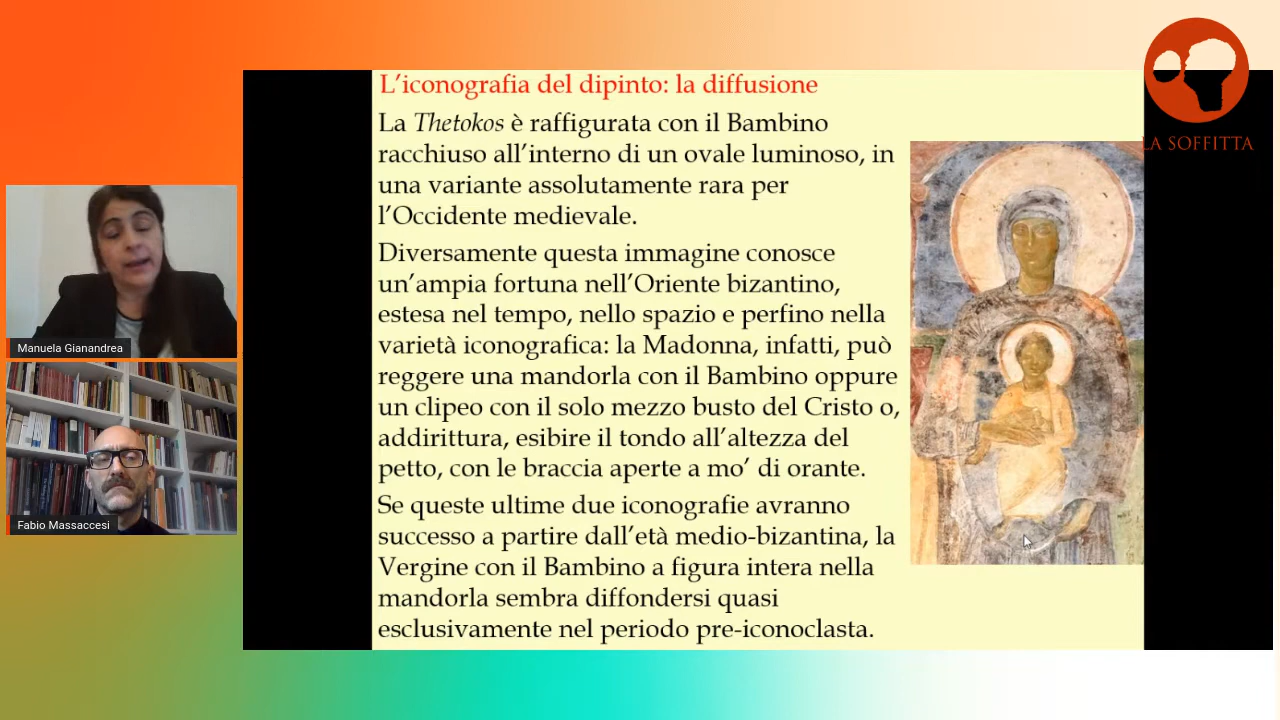 L'iconografia del dipinto: la diffusione
La Thetokos è raffigurata con il Bambino
racchiuso all'interno di un ovale luminoso, in
una variante assolutamente rara per
l'Occidente medievale.
Diversamente questa immagine conosce
un'ampia fortuna nell'Oriente bizantino,
estesa nel tempo, nello spazio e perfino nella
varietà iconografica: la Madonna, infatti, può
reggere una mandorla con il Bambino oppure
un clipeo con il solo mezzo busto del Cristo o,
addirittura, esibire il tondo all'altezza del
petto, con le braccia aperte a mo' di orante.
Se queste ultime due iconografie avranno
successo a partire dall'età medio-bizantina, la
Vergine con il Bambino a figura intera nella
mandorla sembra diffondersi quasi
esclusivamente nel periodo pre-iconoclasta.
LA SOFFITTA
Manuela Gianandrea
Fabio Massaccesi